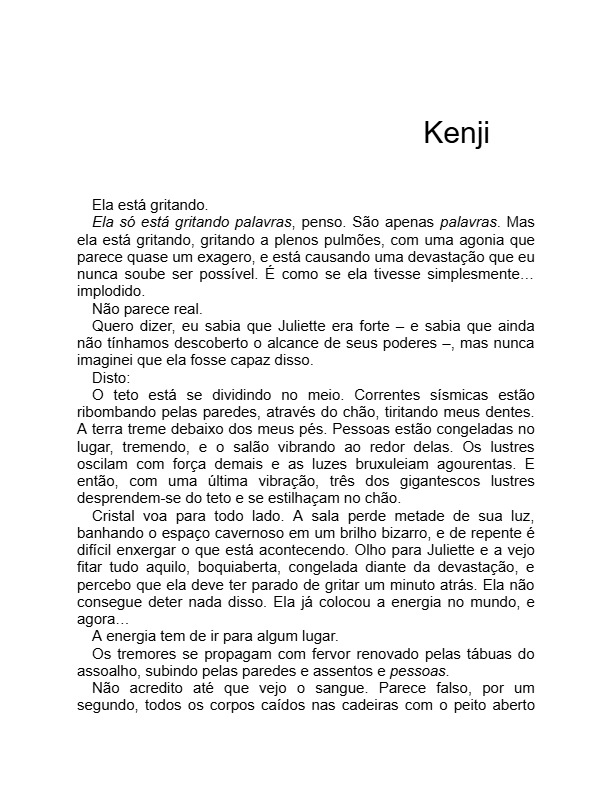 Kenji
Ela está gritando.
Ela só está gritando palavras, penso. São apenas palavras. Mas
ela está gritando, gritando a plenos pulmões, com uma agonia que
parece quase um exagero, e está causando uma devastação que eu
nunca soube ser possível. É como se ela tivesse simplesmente…
implodido.
Não parece real.
Quero dizer, eu sabia que Juliette era forte – e sabia que ainda
não tínhamos descoberto o alcance de seus poderes –, mas nunca
imaginei que ela fosse capaz disso.
Disto:
O teto está se dividindo no meio. Correntes sísmicas estão
ribombando pelas paredes, através do chão, tiritando meus dentes.
A terra treme debaixo dos meus pés. Pessoas estão congeladas no
lugar, tremendo, e o salão vibrando ao redor delas. Os lustres
oscilam com força demais e as luzes bruxuleiam agourentas. E
então, com uma última vibração, três dos gigantescos lustres
desprendem-se do teto e se estilhaçam no chão.
Cristal voa para todo lado. A sala perde metade de sua luz,
banhando o espaço cavernoso em um brilho bizarro, e de repente é
difícil enxergar o que está acontecendo. Olho para Juliette e a vejo
fitar tudo aquilo, boquiaberta, congelada diante da devastação, e
percebo que ela deve ter parado de gritar um minuto atrás. Ela não
consegue deter nada disso. Ela já colocou a energia no mundo, e
agora…
A energia tem de ir para algum lugar.
Os tremores se propagam com fervor renovado pelas tábuas do
assoalho, subindo pelas paredes e assentos e pessoas.
Não acredito até que vejo o sangue. Parece falso, por um
segundo, todos os corpos caídos nas cadeiras com o peito aberto